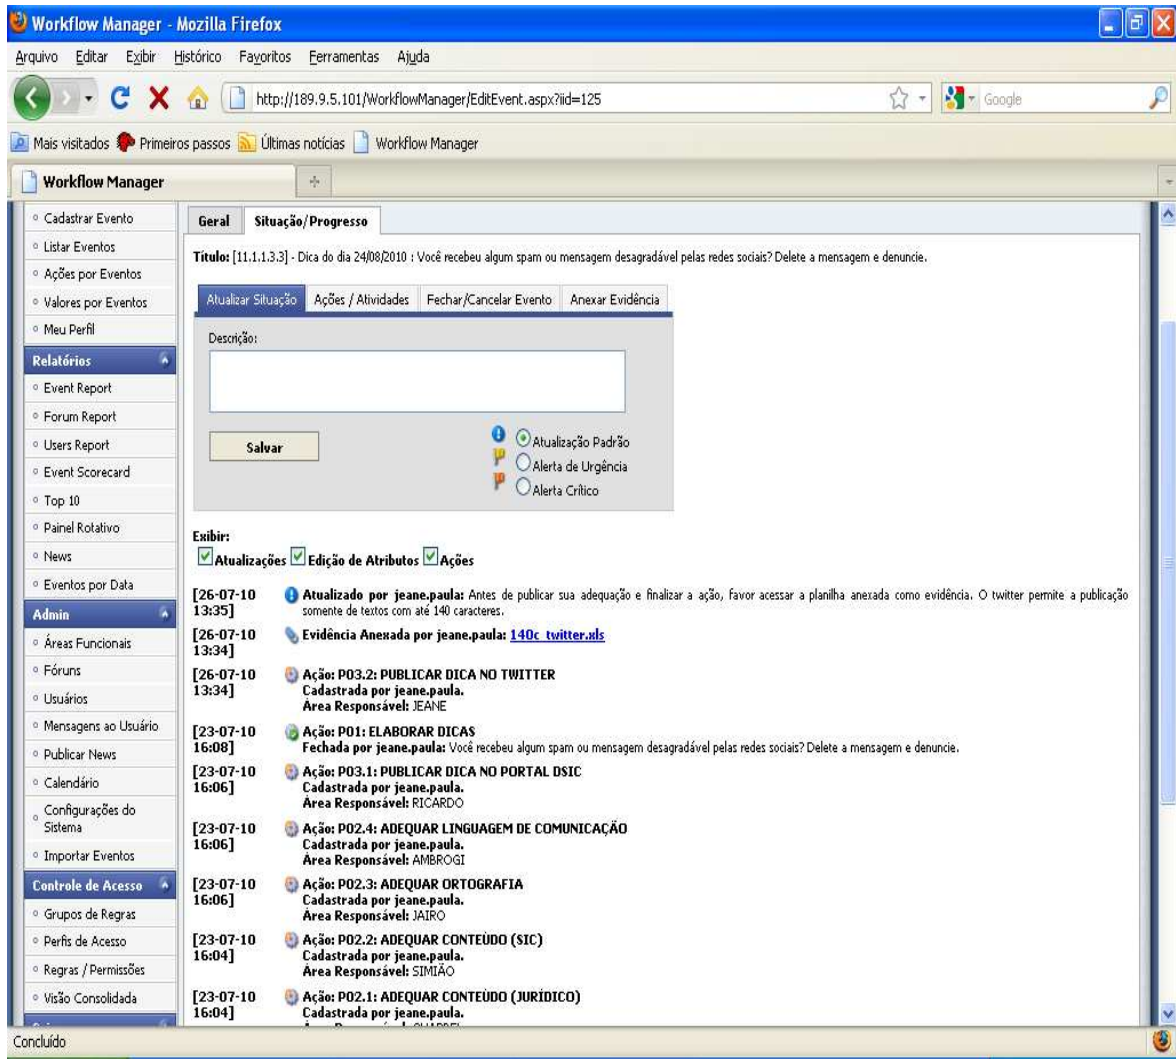 Workflow Manager - Mozilla Firefox
Arquivo Editar Exibir Histórico Favoritos Ferramentas Ajuda
http://189.9.5.101/WorkflowManager/EditEvent.aspx?iid=125
Google
Mais visitados Primeiros passos Últimas notícias Workflow Manager
Workflow Manager
Cadastrar Evento
Listar Eventos
Ações por Eventos
Valores por Eventos
Meu Perfil
Relatórios
Event Report
Forum Report
Users Report
Event Scorecard
Top 10
Painel Rotativo
News
Eventos por Data
Admin
Áreas Funcionais
Fóruns
Usuários
Mensagens ao Usuário
Publicar News
Calendário
Configurações do
Sistema
Importar Eventos
Controle de Acesso
Grupos de Regras
Perfis de Acesso
Regras / Permissões
Visão Consolidada
Geral Situação/Progresso
Título: [11.1.1.3.3] - Dica do dia 24/08/2010 : Você recebeu algum spam ou mensagem desagradável pelas redes sociais? Delete a mensagem e denuncie.
Atualizar Situação Ações / Atividades Fechar/Cancelar Evento Anexar Evidência
Descrição:
Salvar
Atualização Padrão
Alerta de Urgência
Alerta Crítico
Exibir:
Atualizações Edição de Atributos Ações
[26-07-10 Atualizado por jeane.paula: Antes de publicar sua adequação e finalizar a ação, favor acessar a planilha anexada como evidência. O twitter permite a publicação
13:35] somente de textos com até 140 caracteres.
[26-07-10 Evidência Anexada por jeane.paula: 140c_twitter.xls
13:34]
[26-07-10 Ação: P03.2: PUBLICAR DICA NO TWITTER
13:34] Cadastrada por jeane.paula.
Área Responsável: JEANE
[23-07-10 Ação: P01: ELABORAR DICAS
16:08] Fechada por jeane.paula: Você recebeu algum spam ou mensagem desagradável pelas redes sociais? Delete a mensagem e denuncie.
[23-07-10 Ação: P03.1: PUBLICAR DICA NO PORTAL DSIC
16:06] Cadastrada por jeane.paula.
Área Responsável: RICARDO
[23-07-10 Ação: P02.4: ADEQUAR LINGUAGEM DE COMUNICAÇÃO
16:06] Cadastrada por jeane.paula.
Área Responsável: AMBROGI
[23-07-10 Ação: P02.3: ADEQUAR ORTOGRAFIA
16:06] Cadastrada por jeane.paula.
Área Responsável: JAIRO
[23-07-10 Ação: P02.2: ADEQUAR CONTEÙDO (SIC)
16:04] Cadastrada por jeane.paula.
Área Responsável: SIMIÃO
[23-07-10 Ação: P02.1: ADEQUAR CONTEÙDO (JURÍDICO)
16:04] Cadastrada por jeane.paula.
Concluído